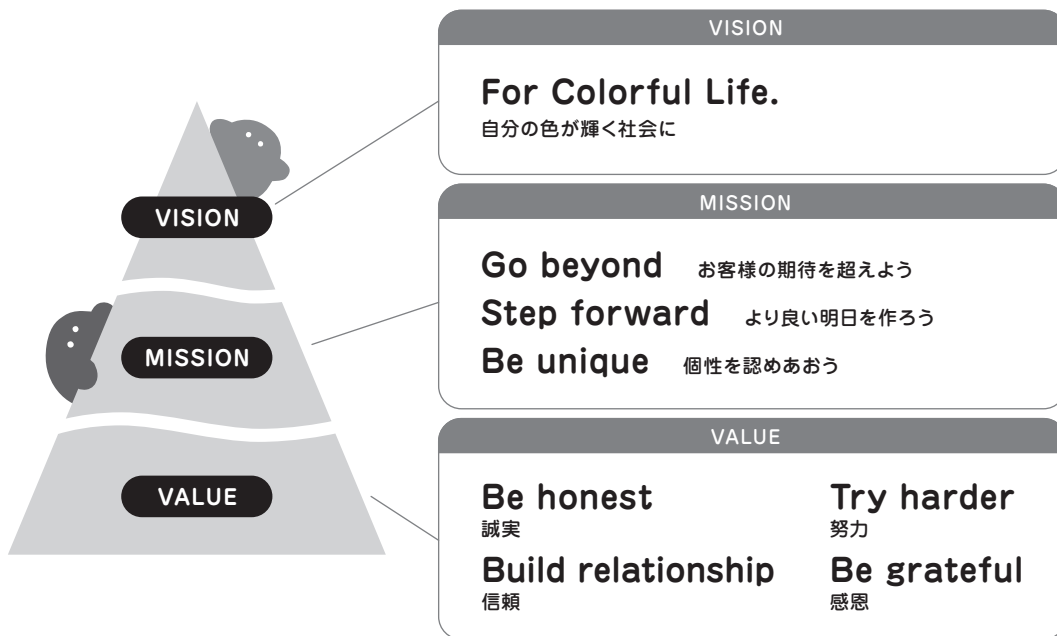 VISION
MISSION
VALUE
VISION
For Colorful Life.
自分の色が輝く社会に
MISSION
Go beyond お客様の期待を超えよう
Step forward より良い明日を作ろう
Be unique 個性を認めあおう
VALUE
Be honest Try harder
誠実 努力
Build relationship Be grateful
信頼 感恩